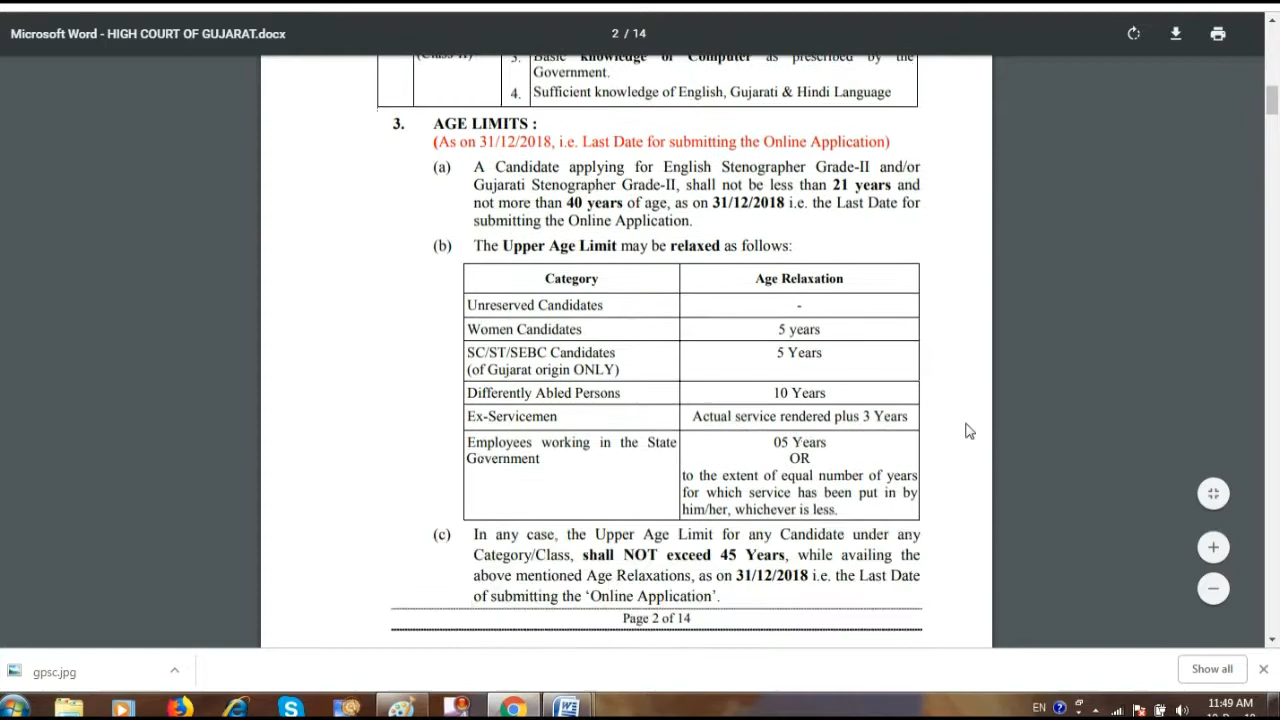 Microsoft Word - HIGH COURT OF GUJARAT.docx
2 / 14
3. Basic knowledge of Computer as prescribed by the
Government.
4. Sufficient knowledge of English, Gujarati & Hindi Language
3. AGE LIMITS :
(As on 31/12/2018, i.e. Last Date for submitting the Online Application)
(a) A Candidate applying for English Stenographer Grade-II and/or
Gujarati Stenographer Grade-II, shall not be less than 21 years and
not more than 40 years of age, as on 31/12/2018 i.e. the Last Date for
submitting the Online Application.
(b) The Upper Age Limit may be relaxed as follows:
Category Age Relaxation
Unreserved Candidates -
Women Candidates 5 years
SC/ST/SEBC Candidates 5 Years
(of Gujarat origin ONLY)
Differently Abled Persons 10 Years
Ex-Servicemen Actual service rendered plus 3 Years
Employees working in the State 05 Years
Government OR
to the extent of equal number of years
for which service has been put in by
him/her, whichever is less.
(c) In any case, the Upper Age Limit for any Candidate under any
Category/Class, shall NOT exceed 45 Years, while availing the
above mentioned Age Relaxations, as on 31/12/2018 i.e. the Last Date
of submitting the ‘Online Application’.
Page 2 of 14
gpsc.jpg
Show all
EN
11:49 AM